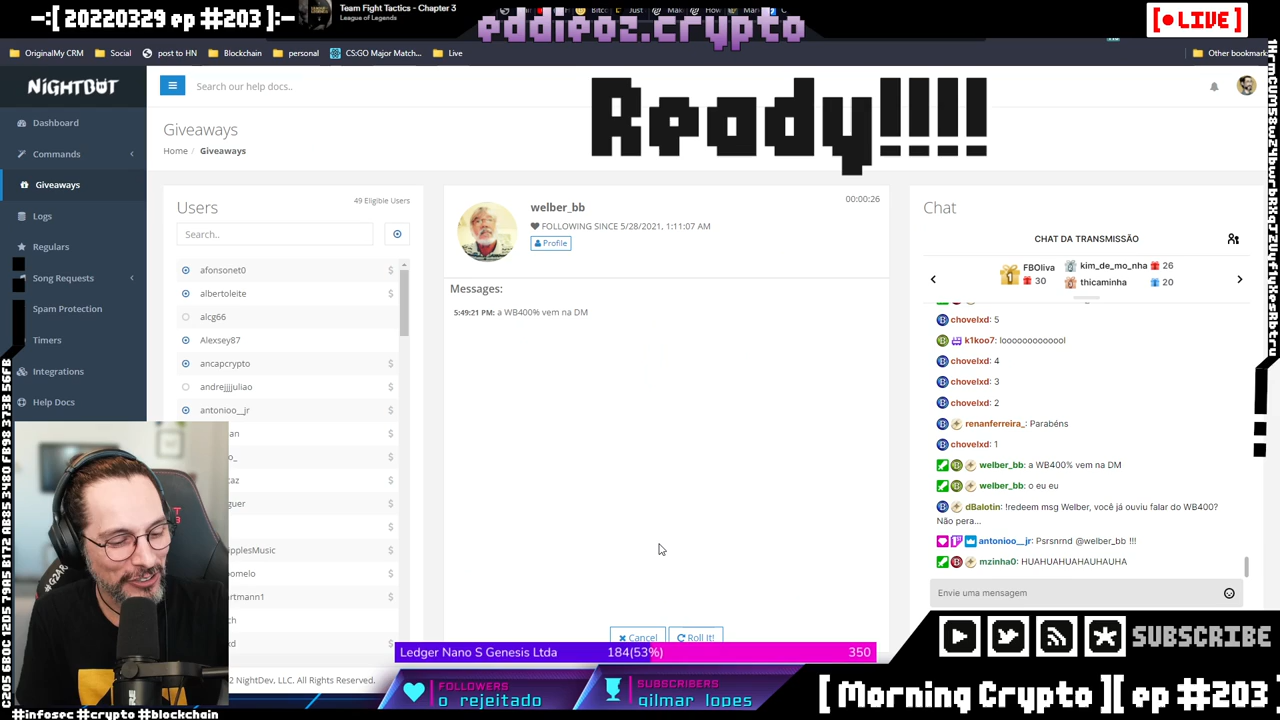 -:[ 20220329 ep #203 ]:-
Team Fight Tactics - Chapter 3
League of Legends
eddieoz.crypto
[ LIVE ]
OriginalMy CRM
Social
post to HN
Blockchain
personal
CS:GO Major Match...
Live
Other bookmark
NiGHTBOT
Search our help docs..
Ready!!!!
Dashboard
Commands
Giveaways
Logs
Regulars
Song Requests
Spam Protection
Timers
Integrations
Help Docs
Giveaways
Home / Giveaways
Users
49 Eligible Users
Search..
afonsonet0 $
albertoleite $
alcg66
Alexsey87
ancapcrypto $
andrejjjjuliao $
antonioo__jr $
welber_bb
00:00:26
FOLLOWING SINCE 5/28/2021, 1:11:07 AM
Profile
Messages:
5:49:21 PM: a WB400% vem na DM
Cancel
Roll It!
Chat
CHAT DA TRANSMISSÃO
FBOliva
30
kim_de_mo_nha 26
thicaminha 20
chovelxd: 5
k1koo7: looooooooooool
chovelxd: 4
chovelxd: 3
chovelxd: 2
renanferreira_: Parabéns
chovelxd: 1
welber_bb: a WB400% vem na DM
welber_bb: o eu eu
dBalotin: !redeem msg Welber, você já ouviu falar do WB400?
Não pera...
antonioo__jr: Psrsnrnd @welber_bb !!!
mzinha0: HUAHUAHUAHAUHAUHA
Envie uma mensagem
Ledger Nano S Genesis Ltda 184(53%) 350
2 NightDev, LLC. All Rights Reserved.
FOLLOWERS
o rejeitado
SUBSCRIBERS
gilmar lopes
SUBSCRIBE
[ Morning Crypto ][ ep #203 ]
#infosec #crypto #blockchain